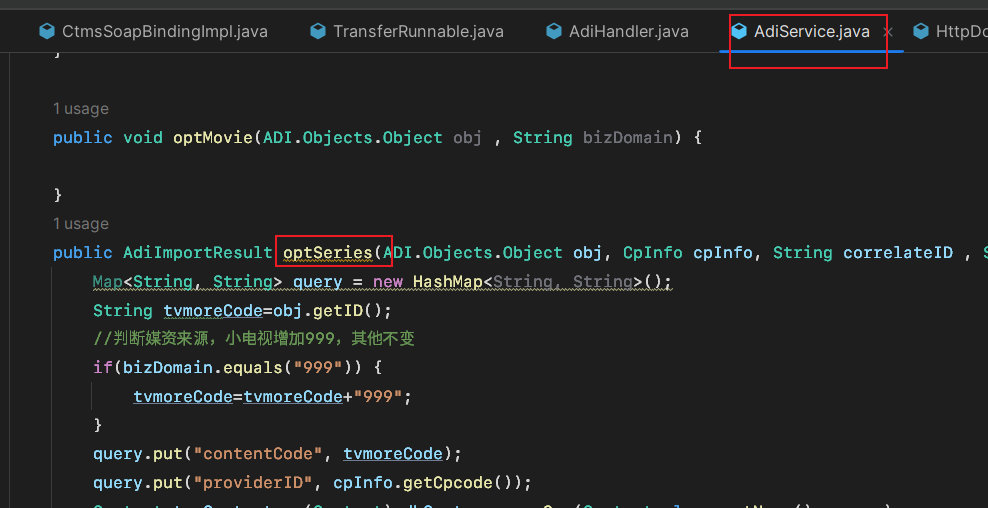 CtmsSoapBindingImpl.java TransferRunnable.java AdiHandler.java AdiService.java × HttpDo
}
1 usage
public void optMovie(ADI.Objects.Object obj , String bizDomain) {
}
1 usage
public AdiImportResult optSeries(ADI.Objects.Object obj, CpInfo cpInfo, String correlateID , S
Map<String, String> query = new HashMap<String, String>();
String tvmoreCode=obj.getID();
//判断媒资来源，小电视增加999，其他不变
if(bizDomain.equals("999")) {
tvmoreCode=tvmoreCode+"999";
}
query.put("contentCode", tvmoreCode);
query.put("providerID", cpInfo.getCpcode());